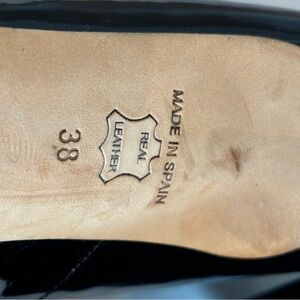 MADE IN SPAIN
REAL
LEATHER
38